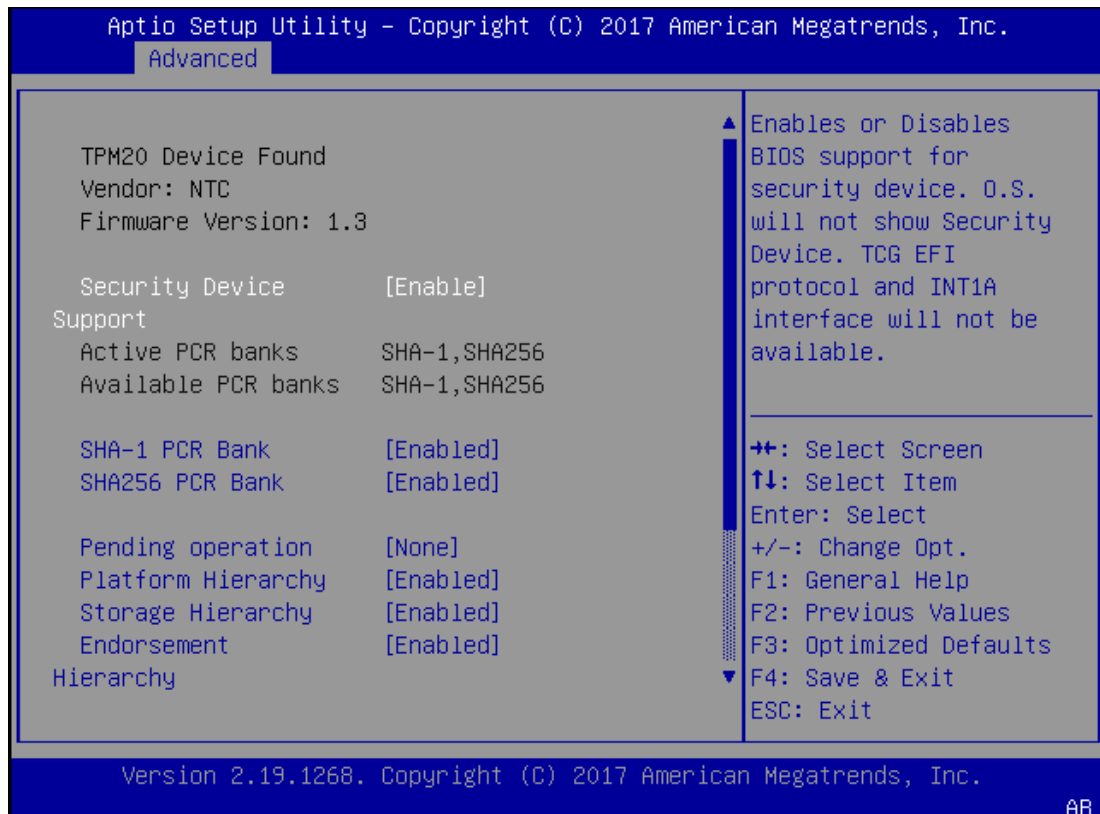 Aptio Setup Utility – Copyright (C) 2017 American Megatrends, Inc.
Advanced
TPM20 Device Found
Vendor: NTC
Firmware Version: 1.3
Security Device [Enable]
Support
Active PCR banks SHA-1,SHA256
Available PCR banks SHA-1,SHA256
SHA-1 PCR Bank [Enabled]
SHA256 PCR Bank [Enabled]
Pending operation [None]
Platform Hierarchy [Enabled]
Storage Hierarchy [Enabled]
Endorsement [Enabled]
Hierarchy
Enables or Disables
BIOS support for
security device. O.S.
will not show Security
Device. TCG EFI
protocol and INT1A
interface will not be
available.
→←: Select Screen
↑↓: Select Item
Enter: Select
+/-: Change Opt.
F1: General Help
F2: Previous Values
F3: Optimized Defaults
F4: Save & Exit
ESC: Exit
Version 2.19.1268. Copyright (C) 2017 American Megatrends, Inc.
AB